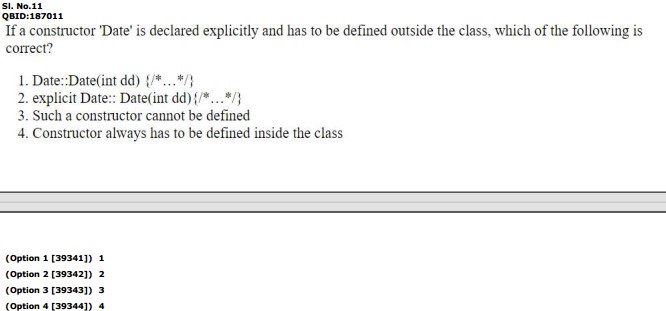 Sl. No.11
QBID:187011
If a constructor 'Date' is declared explicitly and has to be defined outside the class, which of the following is
correct?
1. Date::Date(int dd) {/*…*/}
2. explicit Date:: Date(int dd){/*…*/}
3. Such a constructor cannot be defined
4. Constructor always has to be defined inside the class
(Option 1 [39341]) 1
(Option 2 [39342]) 2
(Option 3 [39343]) 3
(Option 4 [39344]) 4